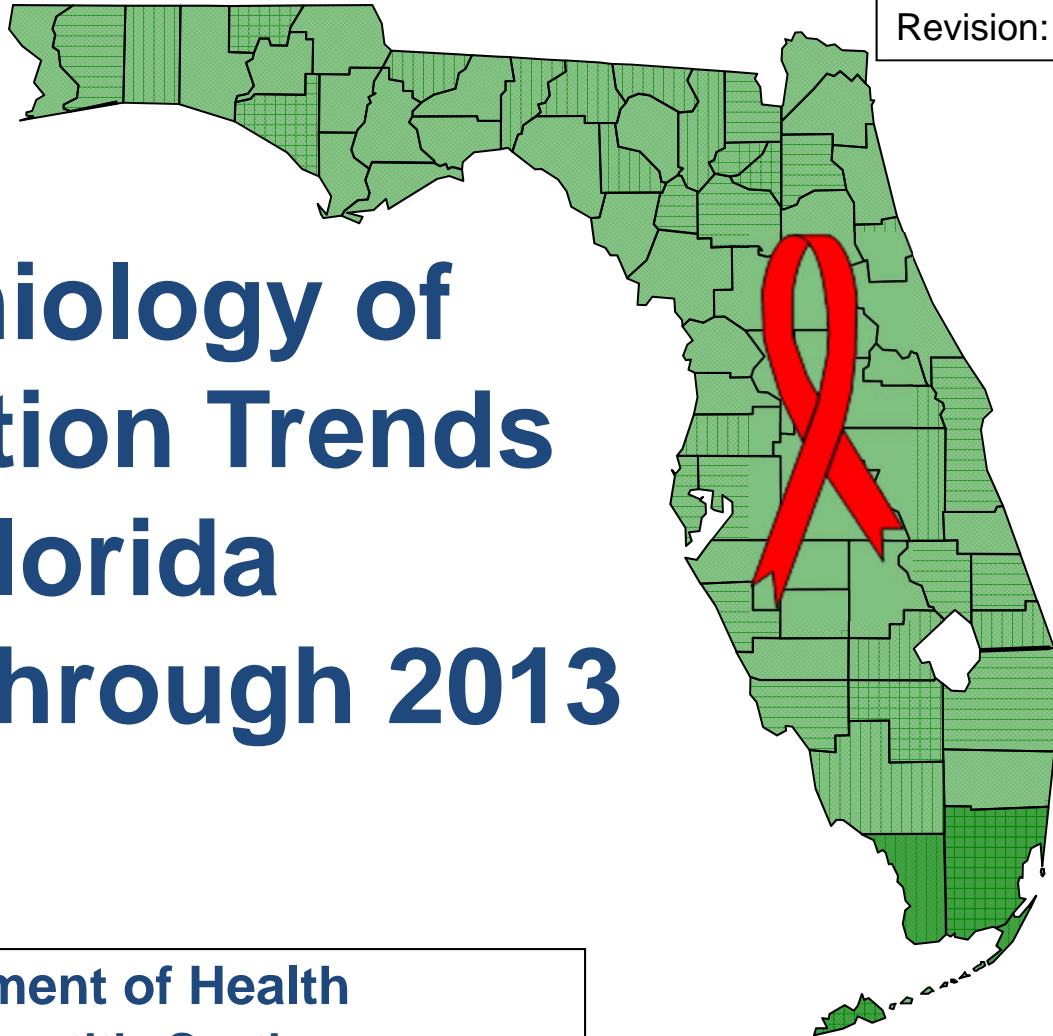 Revision:
niology of
tion Trends
lorida
hrough 2013
ment of Health